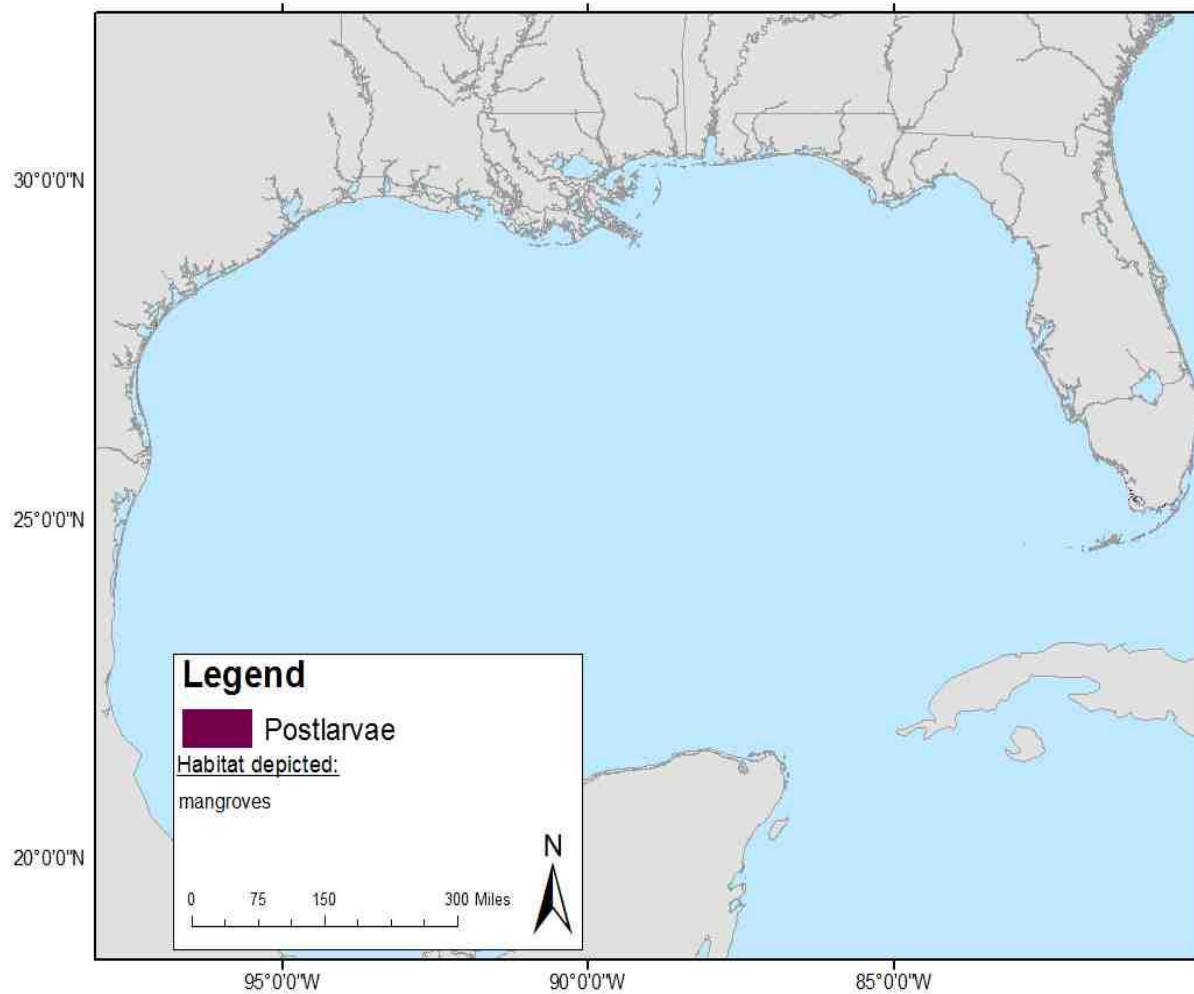 30°0'0"N
25°0'0"N
20°0'0"N
Legend
Postlarvae
Habitat depicted:
mangroves
N
0 75 150 300 Miles
95°0'0"W 90°0'0"W 85°0'0"W